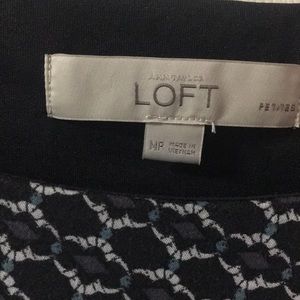 ANN TAYLOR
LOFT
PETITES
MP
MADE IN
VIETNAM